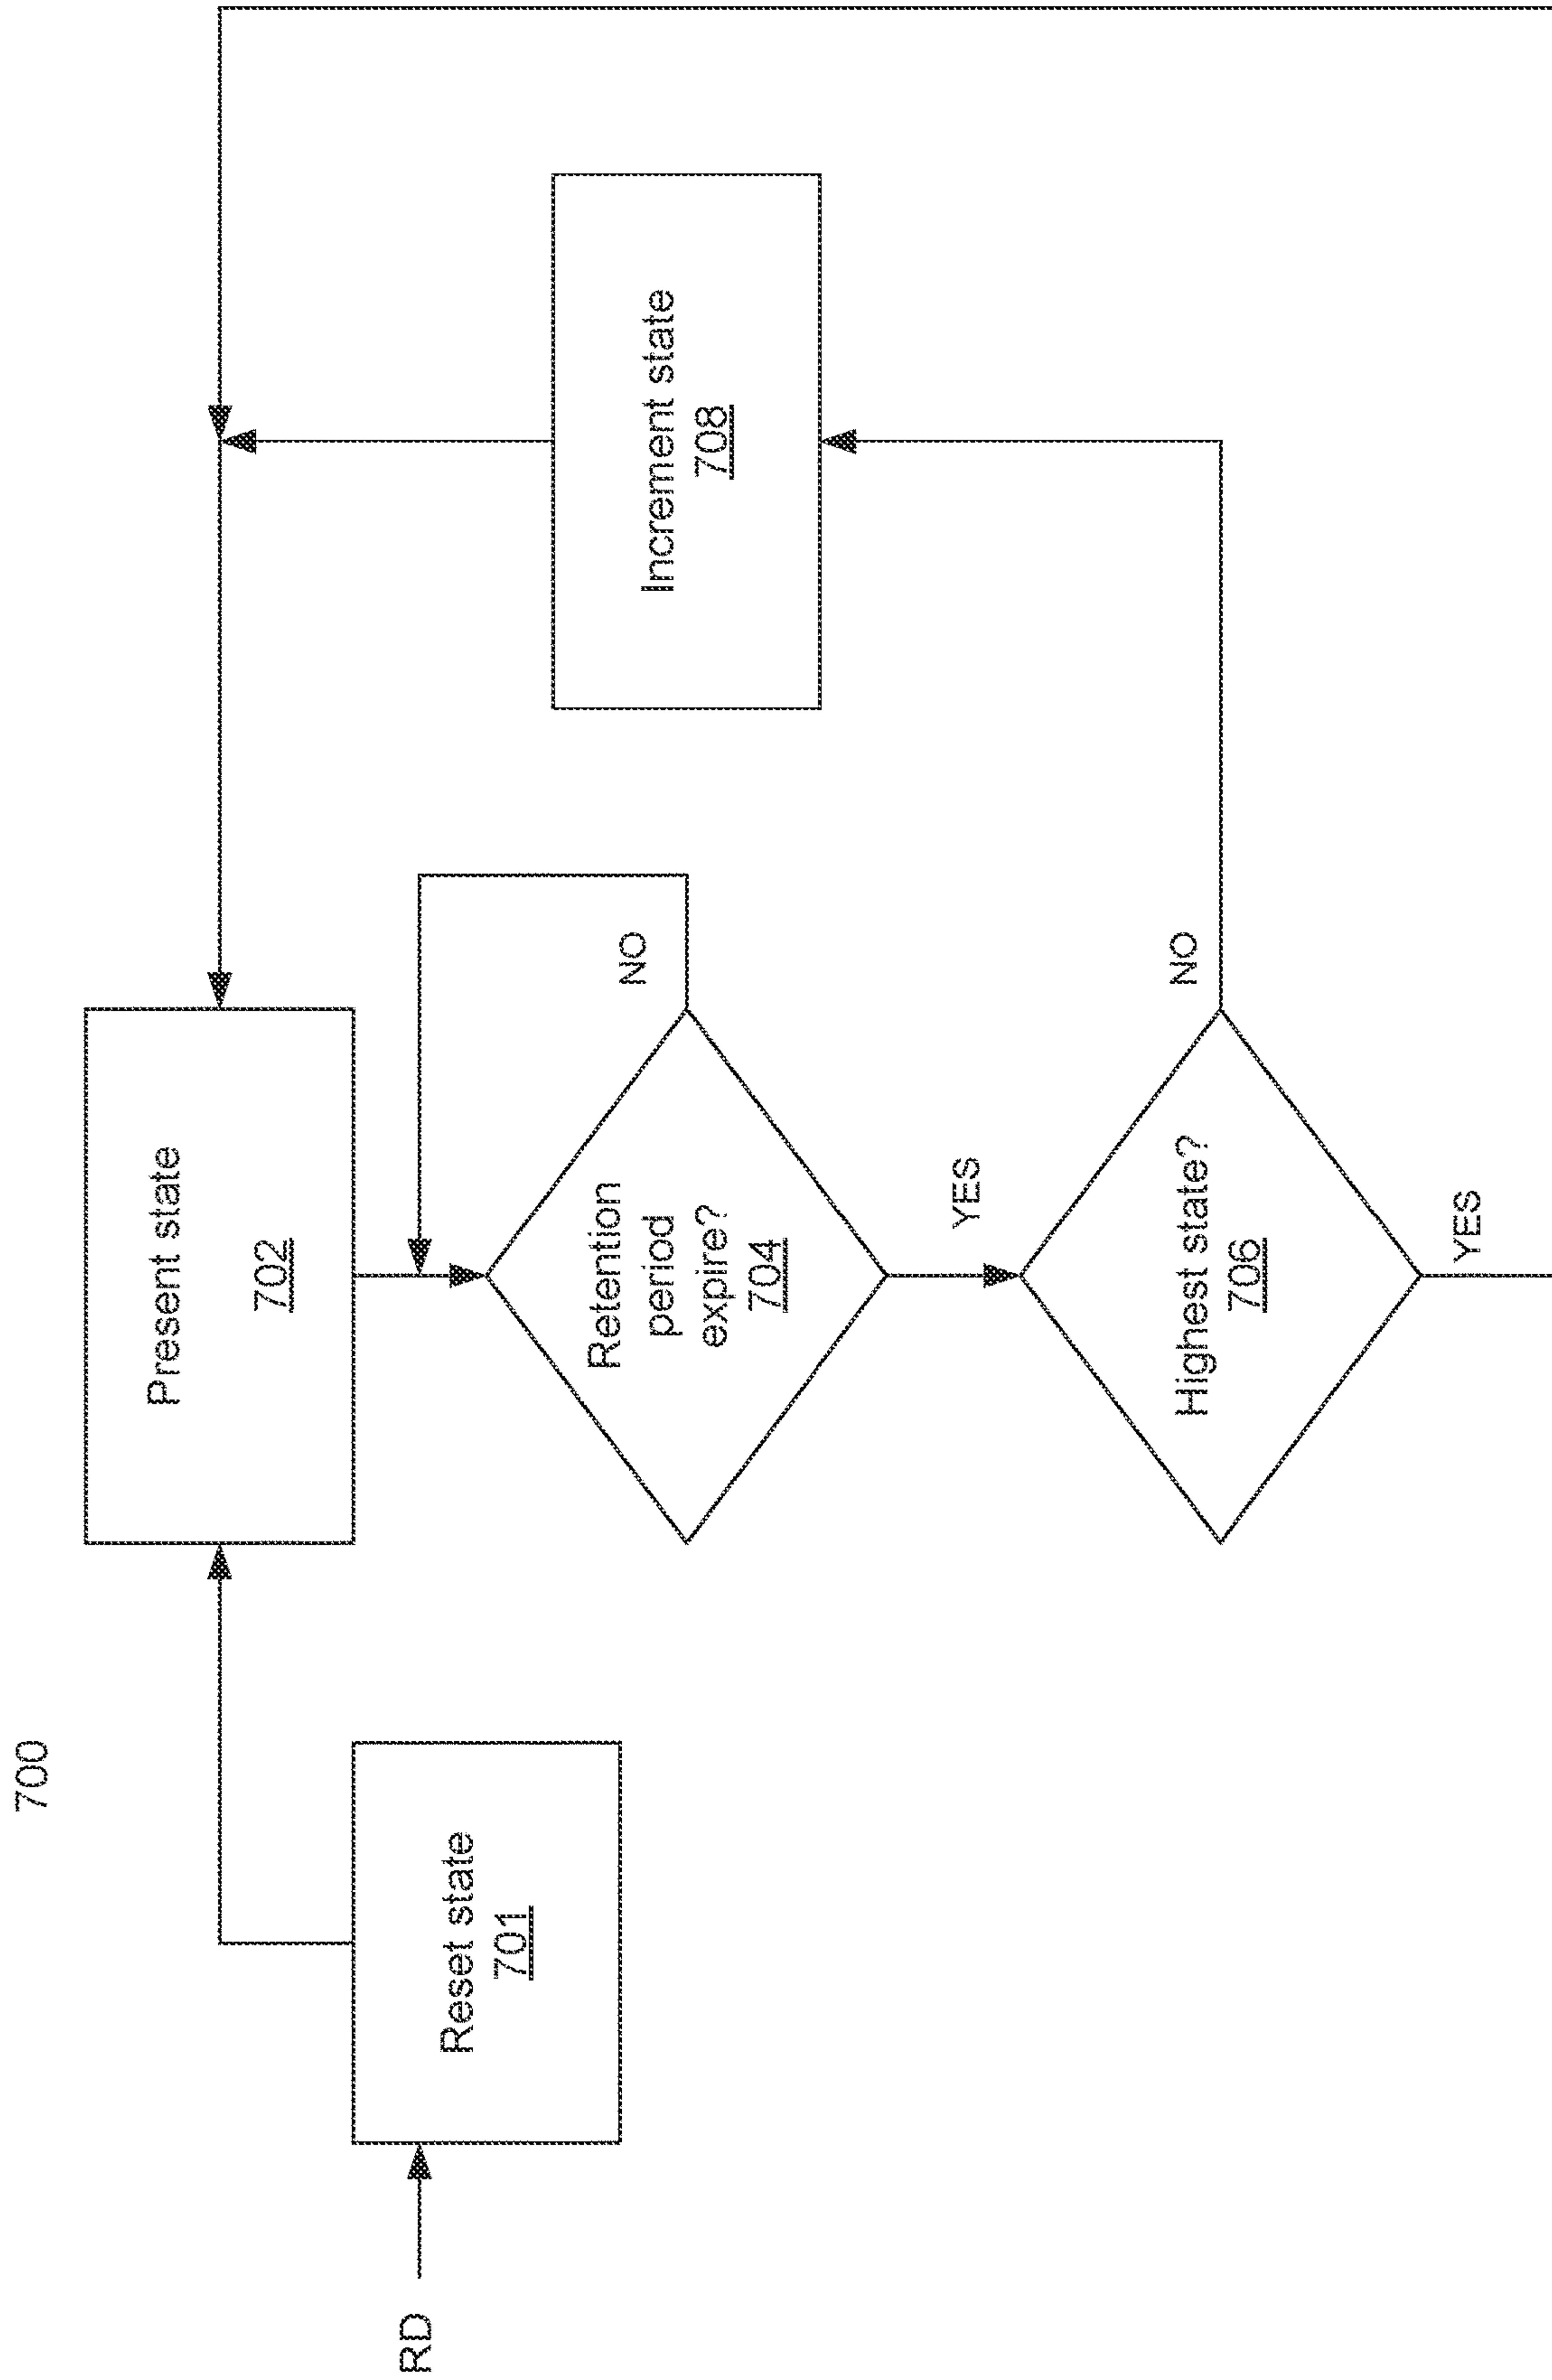 700
RD
Reset state
701
Present state
702
Retention
period
expire?
704
NO
YES
Highest state?
706
NO
YES
Increment state
708